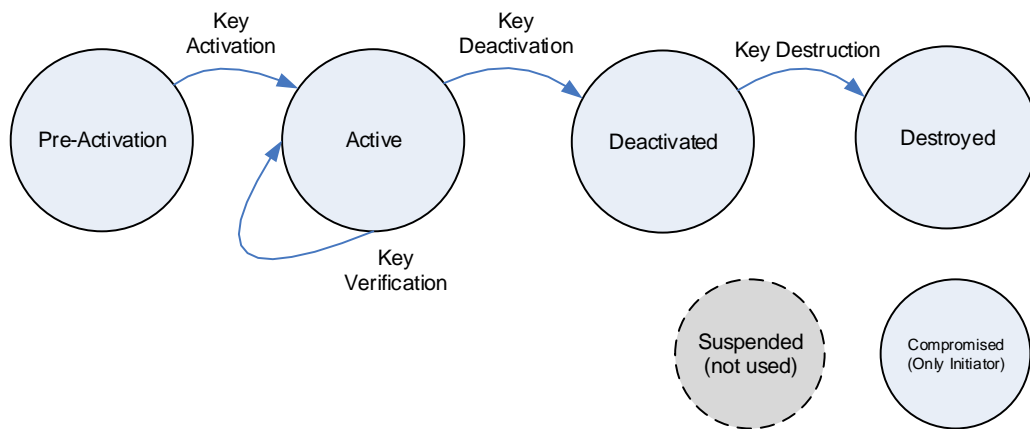 Key
Activation
Key
Deactivation
Key Destruction
Pre-Activation
Active
Deactivated
Destroyed
Key
Verification
Suspended
(not used)
Compromised
(Only Initiator)